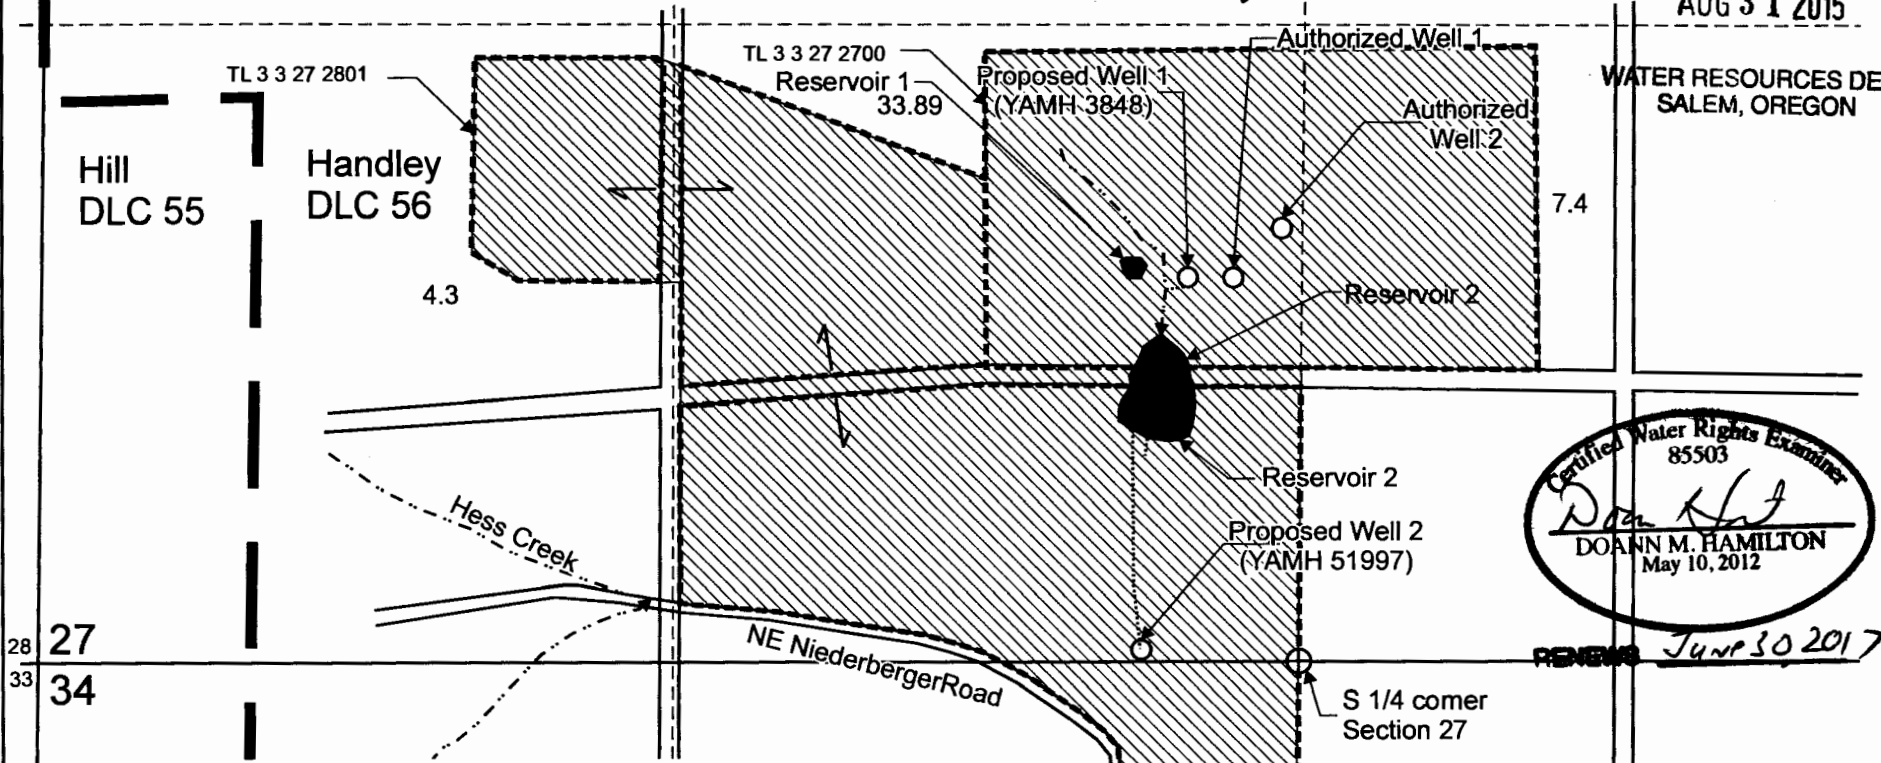 AUG 31 2015
WATER RESOURCES DE
SALEM, OREGON
TL 3 3 27 2801
TL 3 3 27 2700
Reservoir 1
33.89
Proposed Well 1
(YAMH 3848)
Authorized Well 1
Authorized
Well 2
Hill
DLC 55
Handley
DLC 56
7.4
4.3
Reservoir 2
Reservoir 2
Hess Creek
Proposed Well 2
(YAMH 51997)
Certified Water Rights Examiner
85503
DOANN M. HAMILTON
May 10, 2012
RENEWS June 30, 2017
NE NiederbergerRoad
28
27
33
34
S 1/4 corner
Section 27